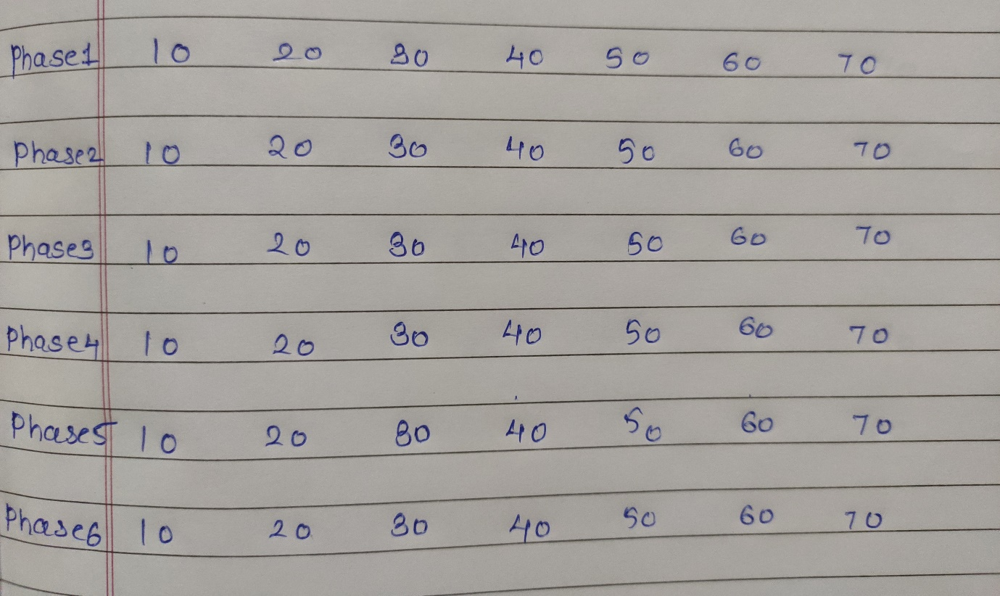 Phase1 10 20 30 40 50 60 70
Phase2 10 20 30 40 50 60 70
Phase3 10 20 30 40 50 60 70
Phase4 10 20 30 40 50 60 70
Phase5 10 20 30 40 50 60 70
Phase6 10 20 30 40 50 60 70